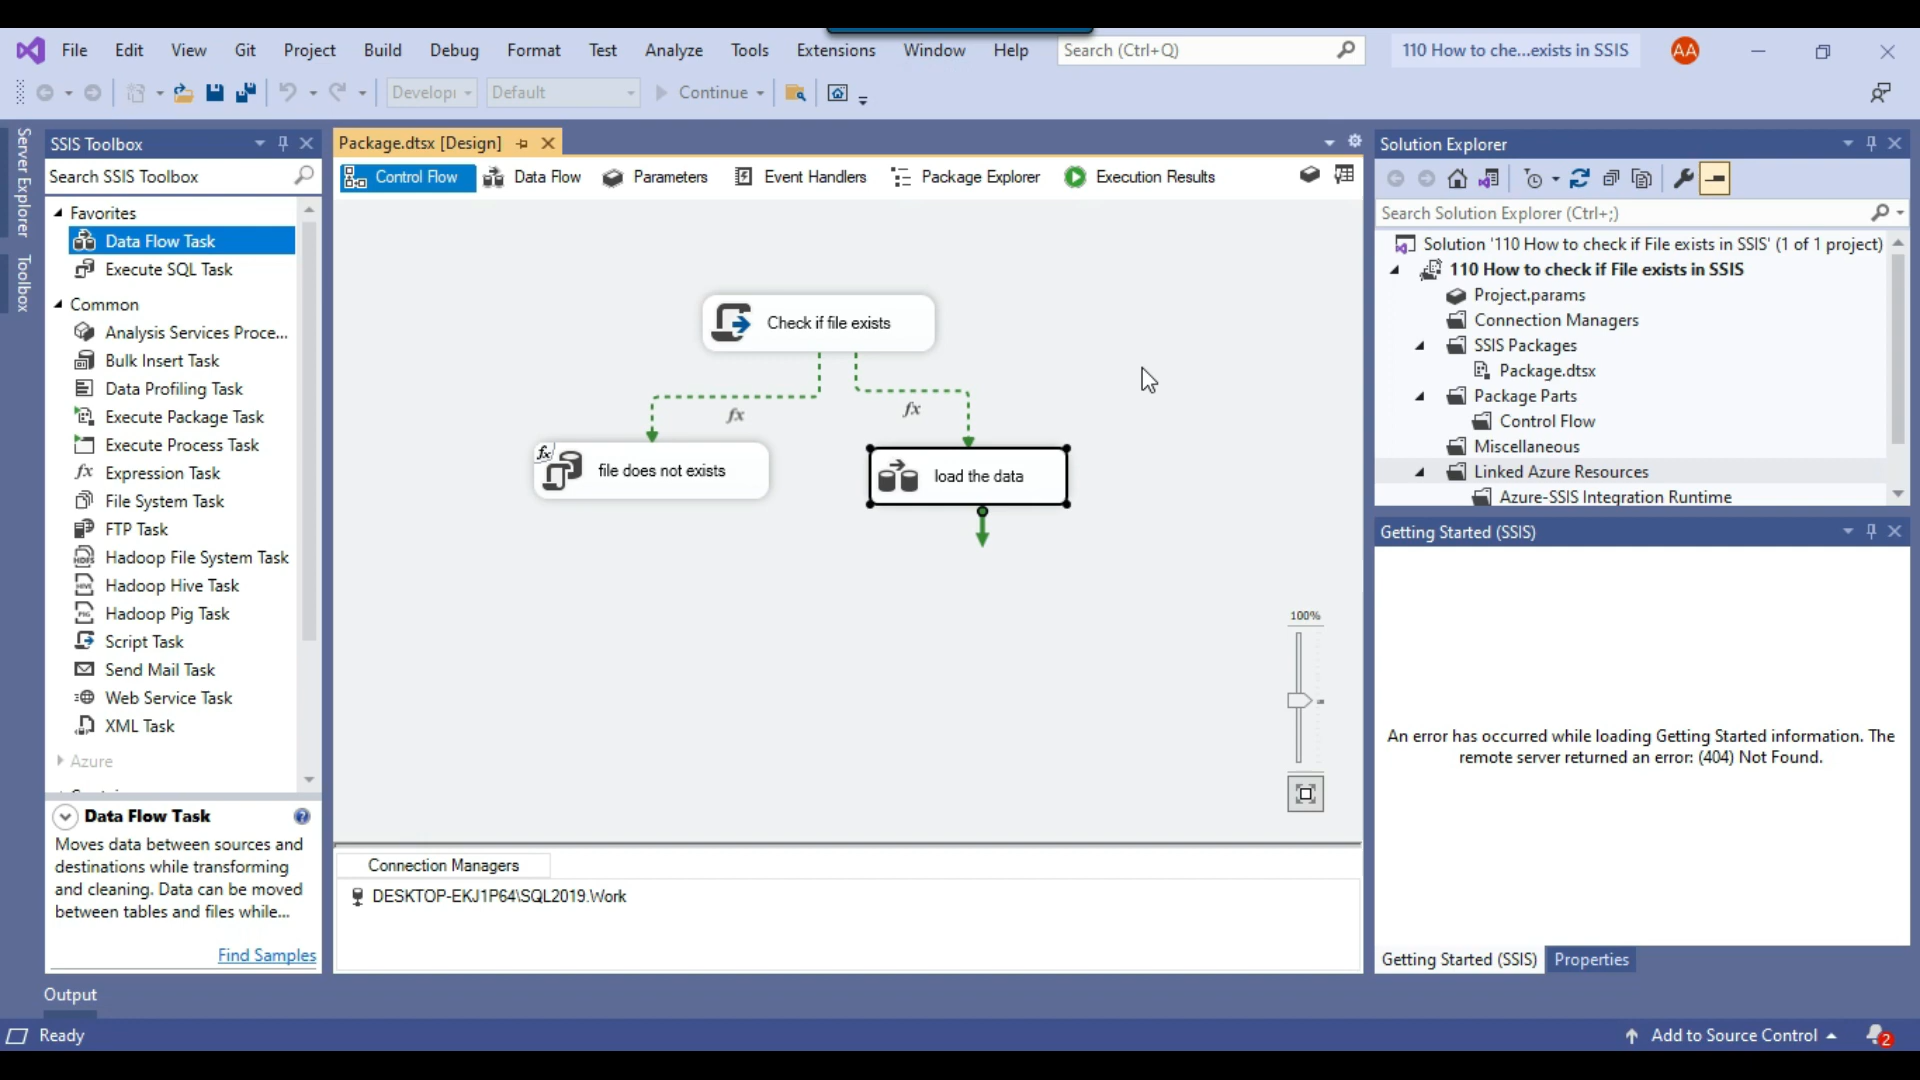 File Edit View Git Project Build Debug Format Test Analyze Tools Extensions Window Help Search (Ctrl+Q) 110 How to che...exists in SSIS AA
Developi Default Continue
Server Explorer
Toolbox
SSIS Toolbox
Search SSIS Toolbox
Favorites
Data Flow Task
Execute SQL Task
Common
Analysis Services Proce...
Bulk Insert Task
Data Profiling Task
Execute Package Task
Execute Process Task
fx Expression Task
File System Task
FTP Task
Hadoop File System Task
Hadoop Hive Task
Hadoop Pig Task
Script Task
Send Mail Task
Web Service Task
XML Task
Azure
Data Flow Task
Moves data between sources and
destinations while transforming
and cleaning. Data can be moved
between tables and files while...
Find Samples
Package.dtsx [Design]
Control Flow Data Flow Parameters Event Handlers Package Explorer Execution Results
Check if file exists
fx
fx
fx
file does not exists
load the data
100%
Connection Managers
DESKTOP-EKJ1P64\SQL2019.Work
Solution Explorer
Search Solution Explorer (Ctrl+;)
Solution '110 How to check if File exists in SSIS' (1 of 1 project)
110 How to check if File exists in SSIS
Project.params
Connection Managers
SSIS Packages
Package.dtsx
Package Parts
Control Flow
Miscellaneous
Linked Azure Resources
Azure-SSIS Integration Runtime
Getting Started (SSIS)
An error has occurred while loading Getting Started information. The
remote server returned an error: (404) Not Found.
Getting Started (SSIS) Properties
Output
Ready
Add to Source Control
2